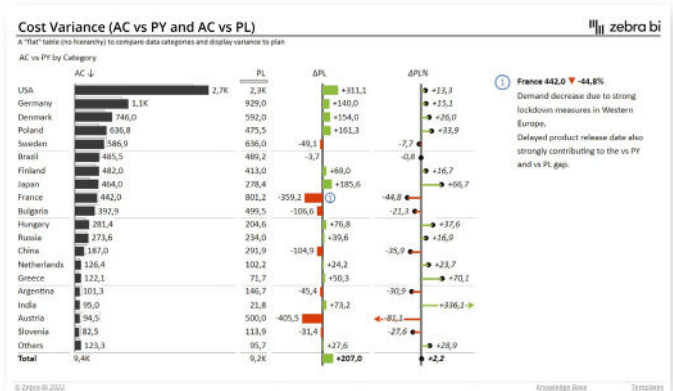 Cost Variance (AC vs PY and AC vs PL)
zebra bi
A "flat" table (no hierarchy) to compare data categories and display variance to plan
AC vs PY by Category
AC ↓ PL ΔPL ΔPL%
USA 2,7K 2,3K +311,1 +13,3
Germany 1,1K 929,0 +140,0 +15,1
Denmark 746,0 592,0 +154,0 +26,0
Poland 636,8 475,5 +161,3 +33,9
Sweden 586,9 636,0 -49,1 -7,7
Brazil 485,5 489,2 -3,7 -0,8
Finland 482,0 413,0 +69,0 +16,7
Japan 464,0 278,4 +185,6 +66,7
France 442,0 801,2 -359,2 1 -44,8
Bulgaria 392,9 499,5 -106,6 -21,3
Hungary 281,4 204,6 +76,8 +37,6
Russia 273,6 234,0 +39,6 +16,9
China 187,0 291,9 -104,9 -35,9
Netherlands 126,4 102,2 +24,2 +23,7
Greece 122,1 71,7 +50,3 +70,1
Argentina 101,3 146,7 -45,4 -30,9
India 95,0 21,8 +73,2 +336,1
Austria 94,5 500,0 -405,5 -81,1
Slovenia 82,5 113,9 -31,4 -27,6
Others 123,3 95,7 +27,6 +28,9
Total 9,4K 9,2K +207,0 +2,2
1 France 442,0 ▼ -44,8%
Demand decrease due to strong
lockdown measures in Western
Europe.
Delayed product release date also
strongly contributing to the vs PY
and vs PL gap.
© Zebra BI 2022
Knowledge Base Templates